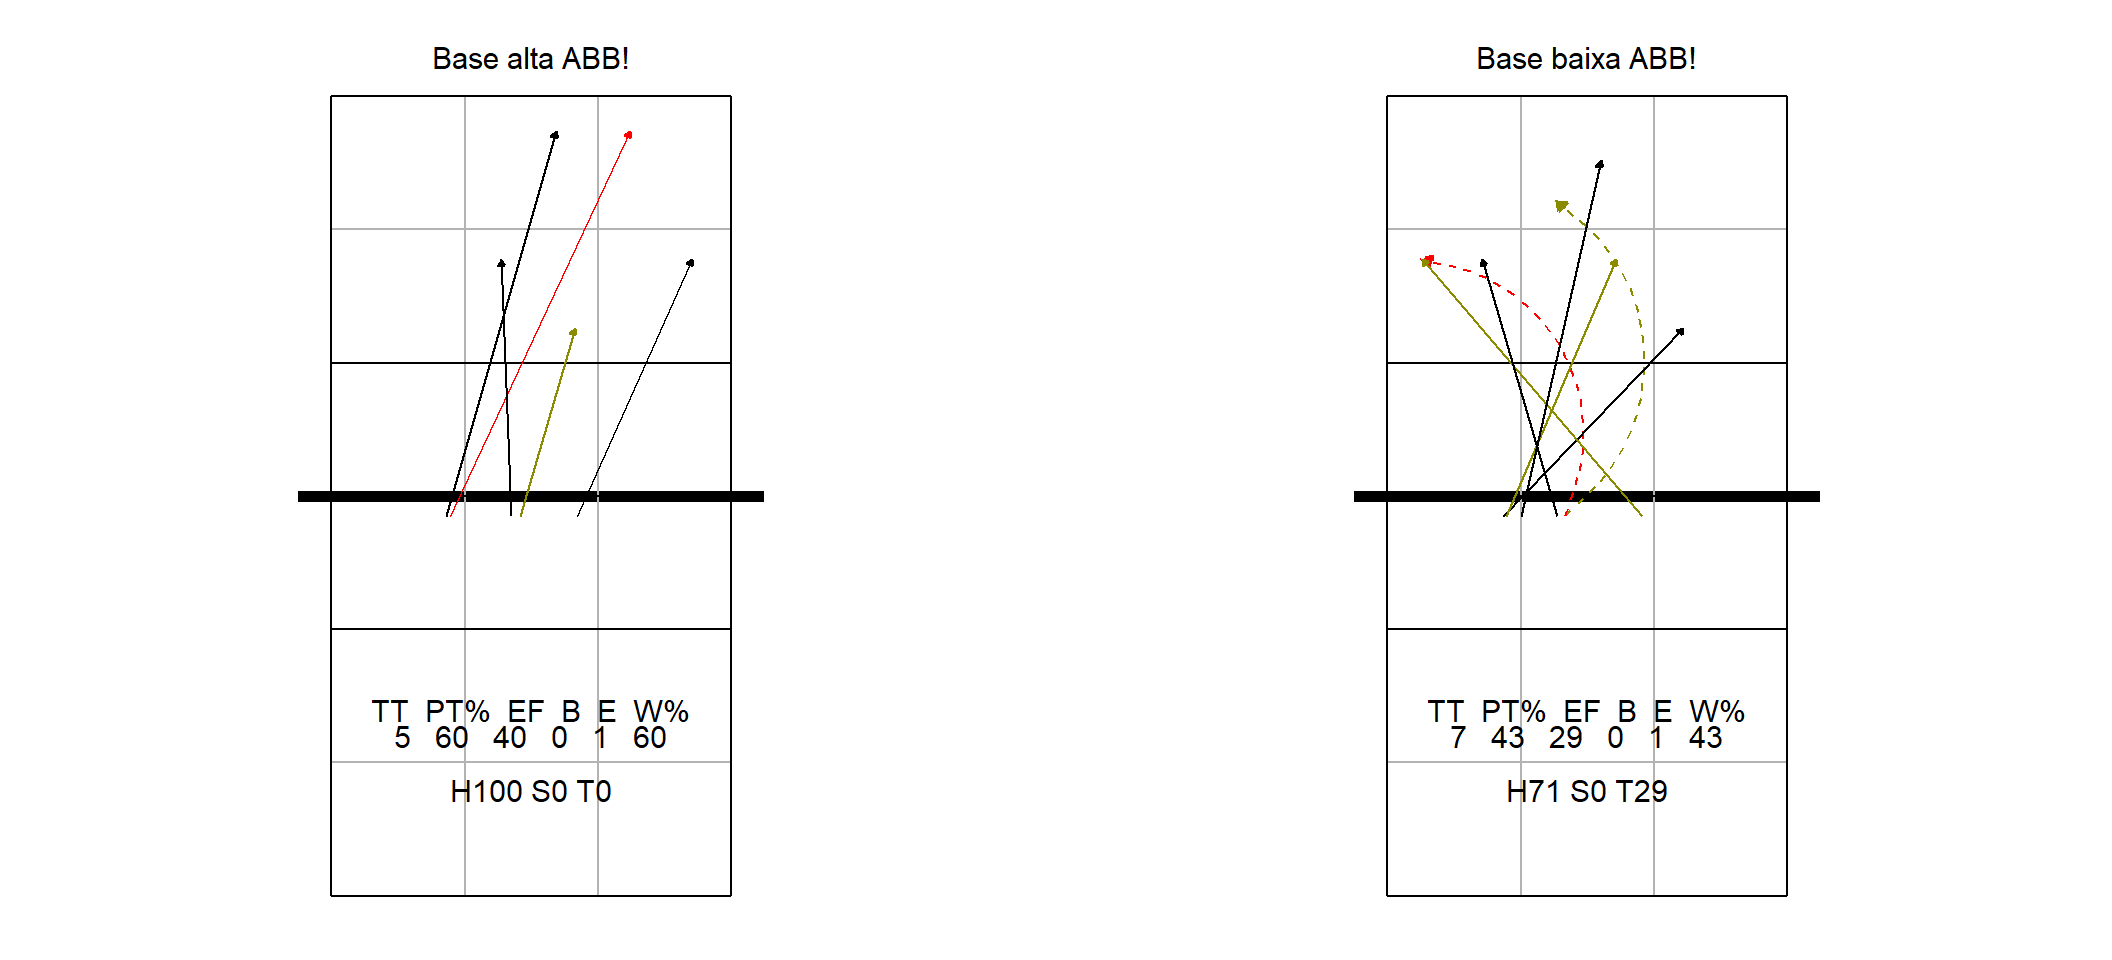 Base alta ABB!
TT PT% EF B E W%
5 60 40 0 1 60
H100 S0 T0
Base baixa ABB!
TT PT% EF B E W%
7 43 29 0 1 43
H71 S0 T29